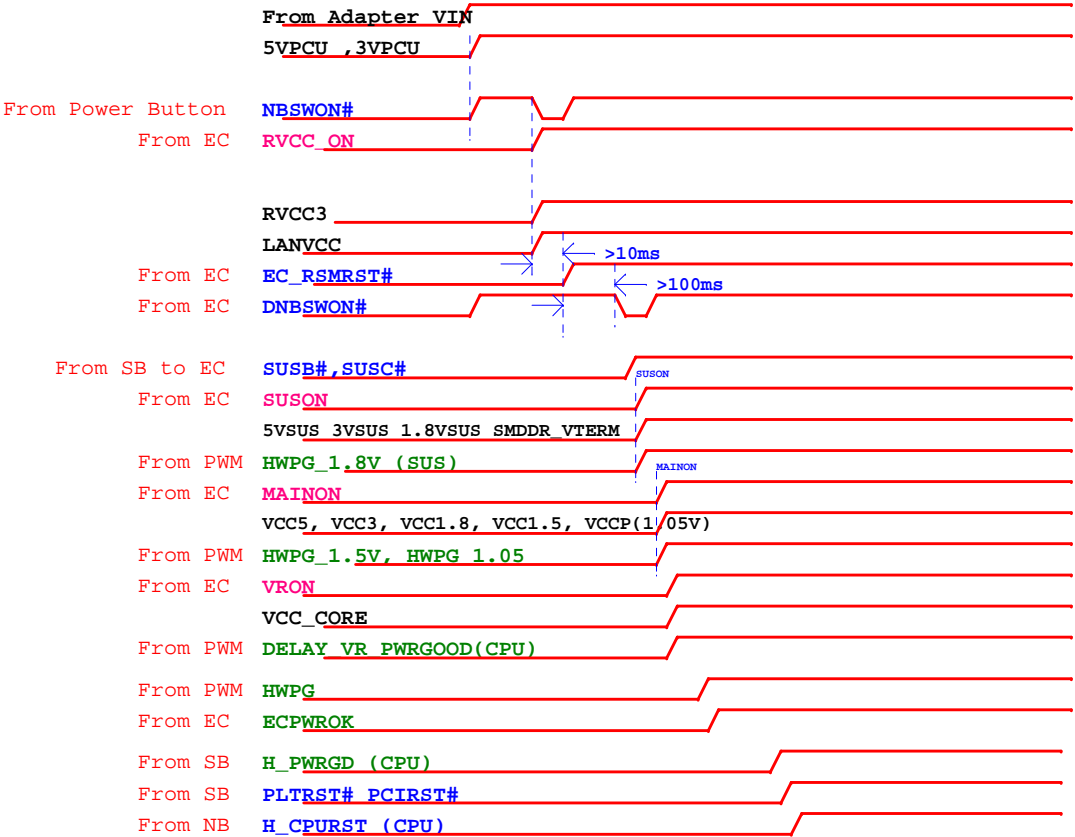 From Adapter VIN
5VPCU ,3VPCU
From Power Button NBSWON#
From EC RVCC_ON
RVCC3
LANVCC
>10ms
From EC EC_RSMRST#
>100ms
From EC DNBSWON#
From SB to EC SUSB#,SUSC#
SUSON
From EC SUSON
5VSUS 3VSUS 1.8VSUS SMDDR_VTERM
From PWM HWPG_1.8V (SUS)
MAINON
From EC MAINON
VCC5, VCC3, VCC1.8, VCC1.5, VCCP(1.05V)
From PWM HWPG_1.5V, HWPG 1.05
From EC VRON
VCC_CORE
From PWM DELAY VR PWRGOOD(CPU)
From PWM HWPG
From EC ECPWROK
From SB H_PWRGD (CPU)
From SB PLTRST# PCIRST#
From NB H_CPURST (CPU)